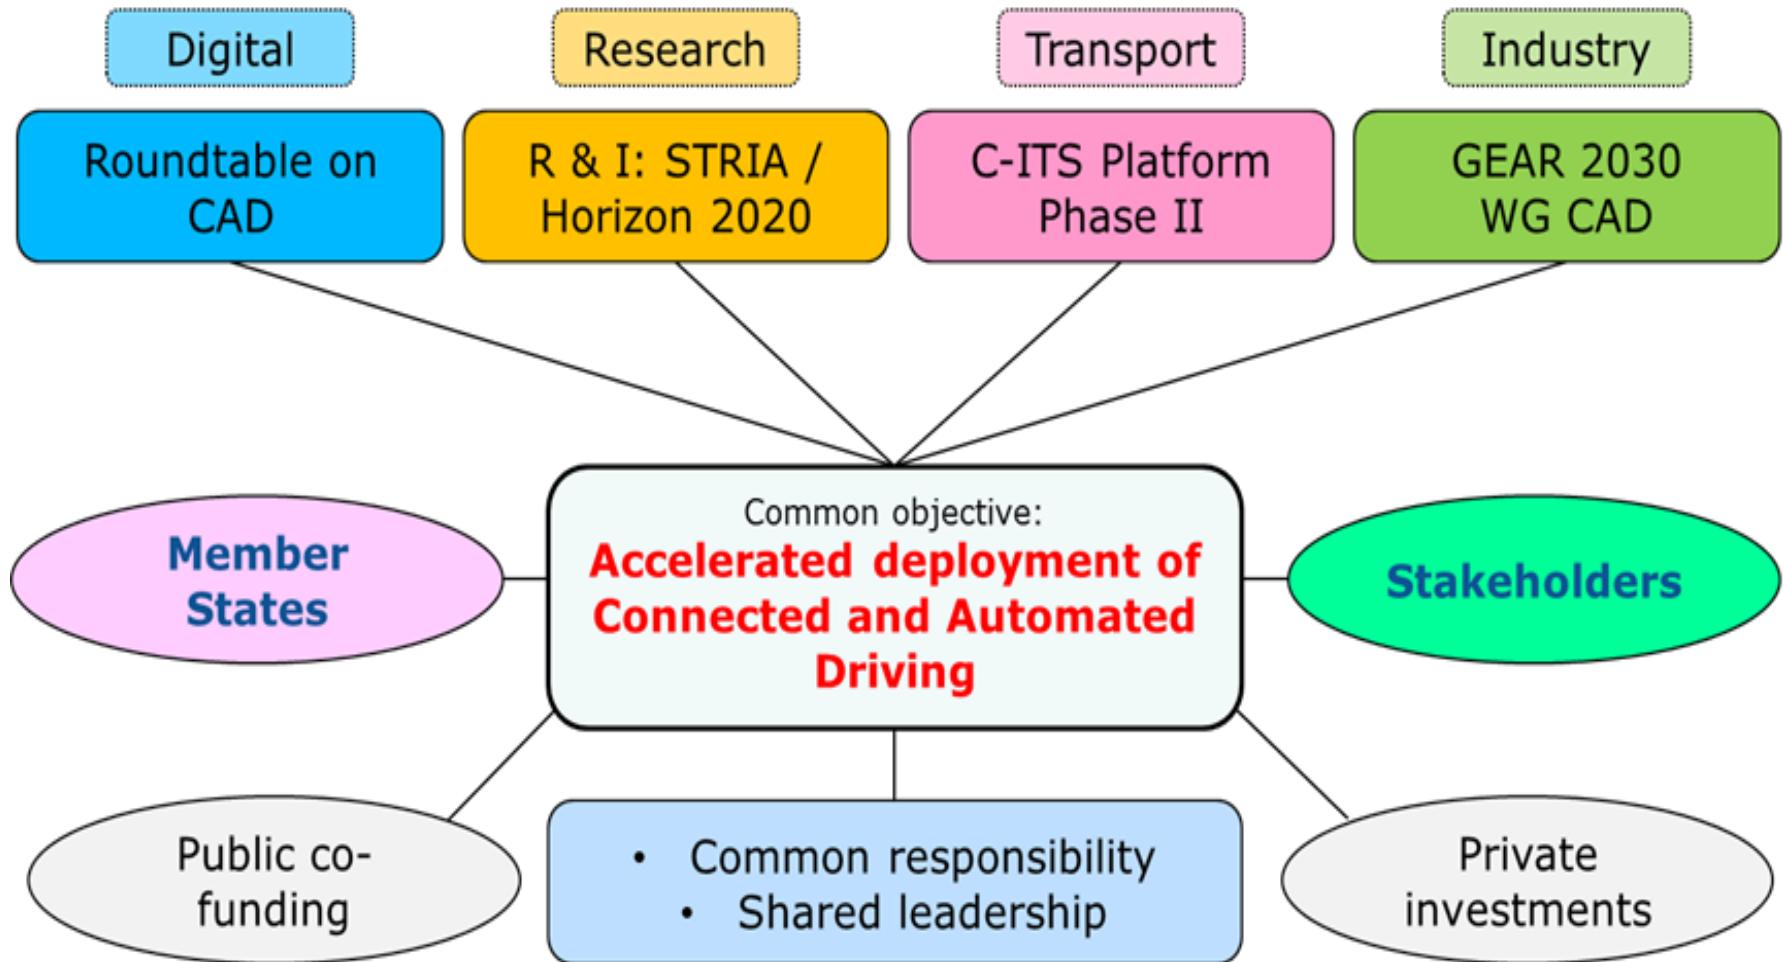 Digital
Research
Transport
Industry
Roundtable on
CAD
R & I: STRIA /
Horizon 2020
C-ITS Platform
Phase II
GEAR 2030
WG CAD
Common objective:
Accelerated deployment of
Connected and Automated
Driving
Member
States
Stakeholders
Public co-
funding
• Common responsibility
• Shared leadership
Private
investments